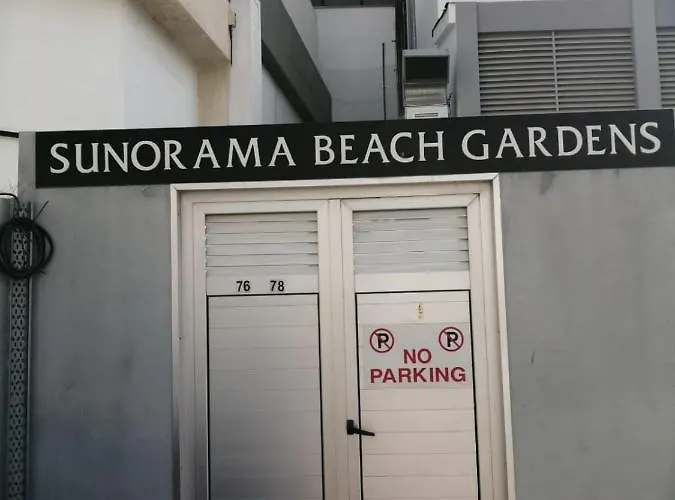 SUNORAMA BEACH GARDENS
76 78
P P
NO
PARKING